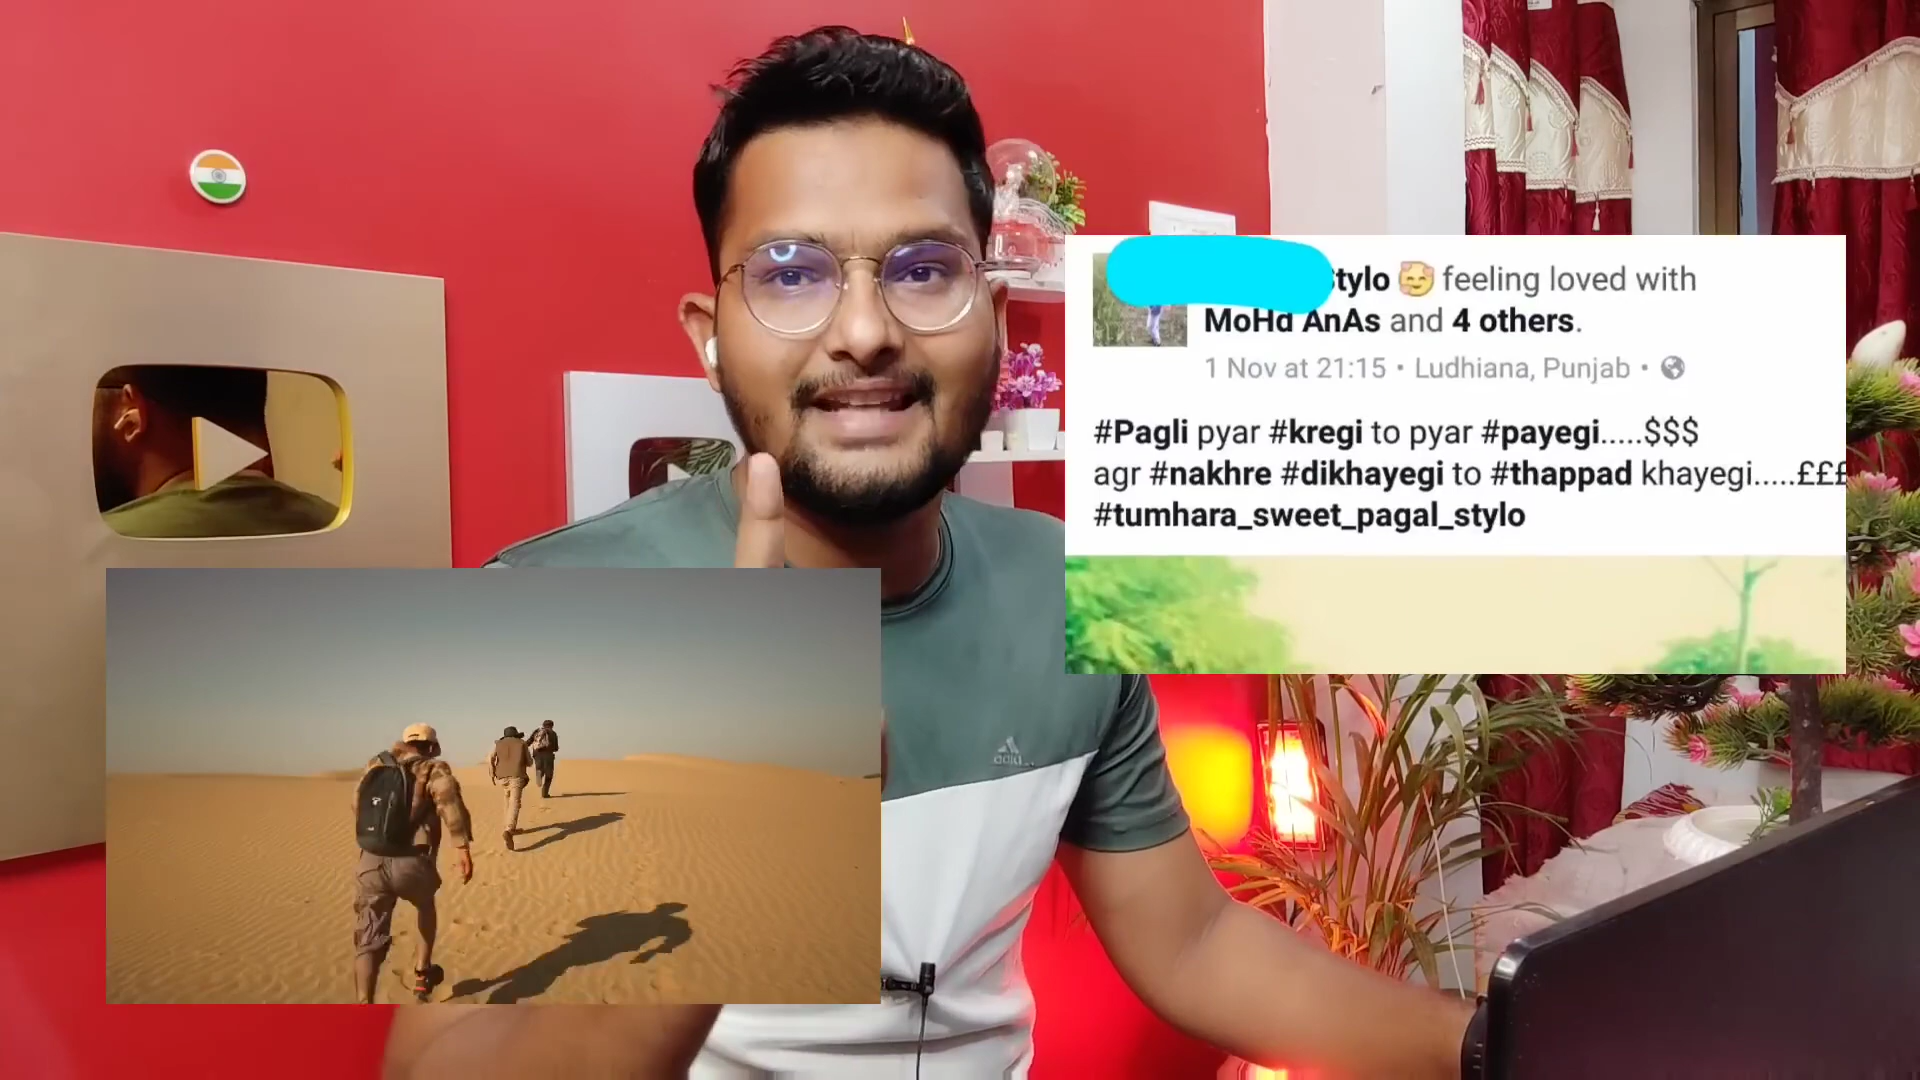 Stylo 🥰 feeling loved with
MoHd AnAs and 4 others.
1 Nov at 21:15 • Ludhiana, Punjab •
#Pagli pyar #kregi to pyar #payegi.....$$$
agr #nakhre #dikhayegi to #thappad khayegi.....£££
#tumhara_sweet_pagal_stylo